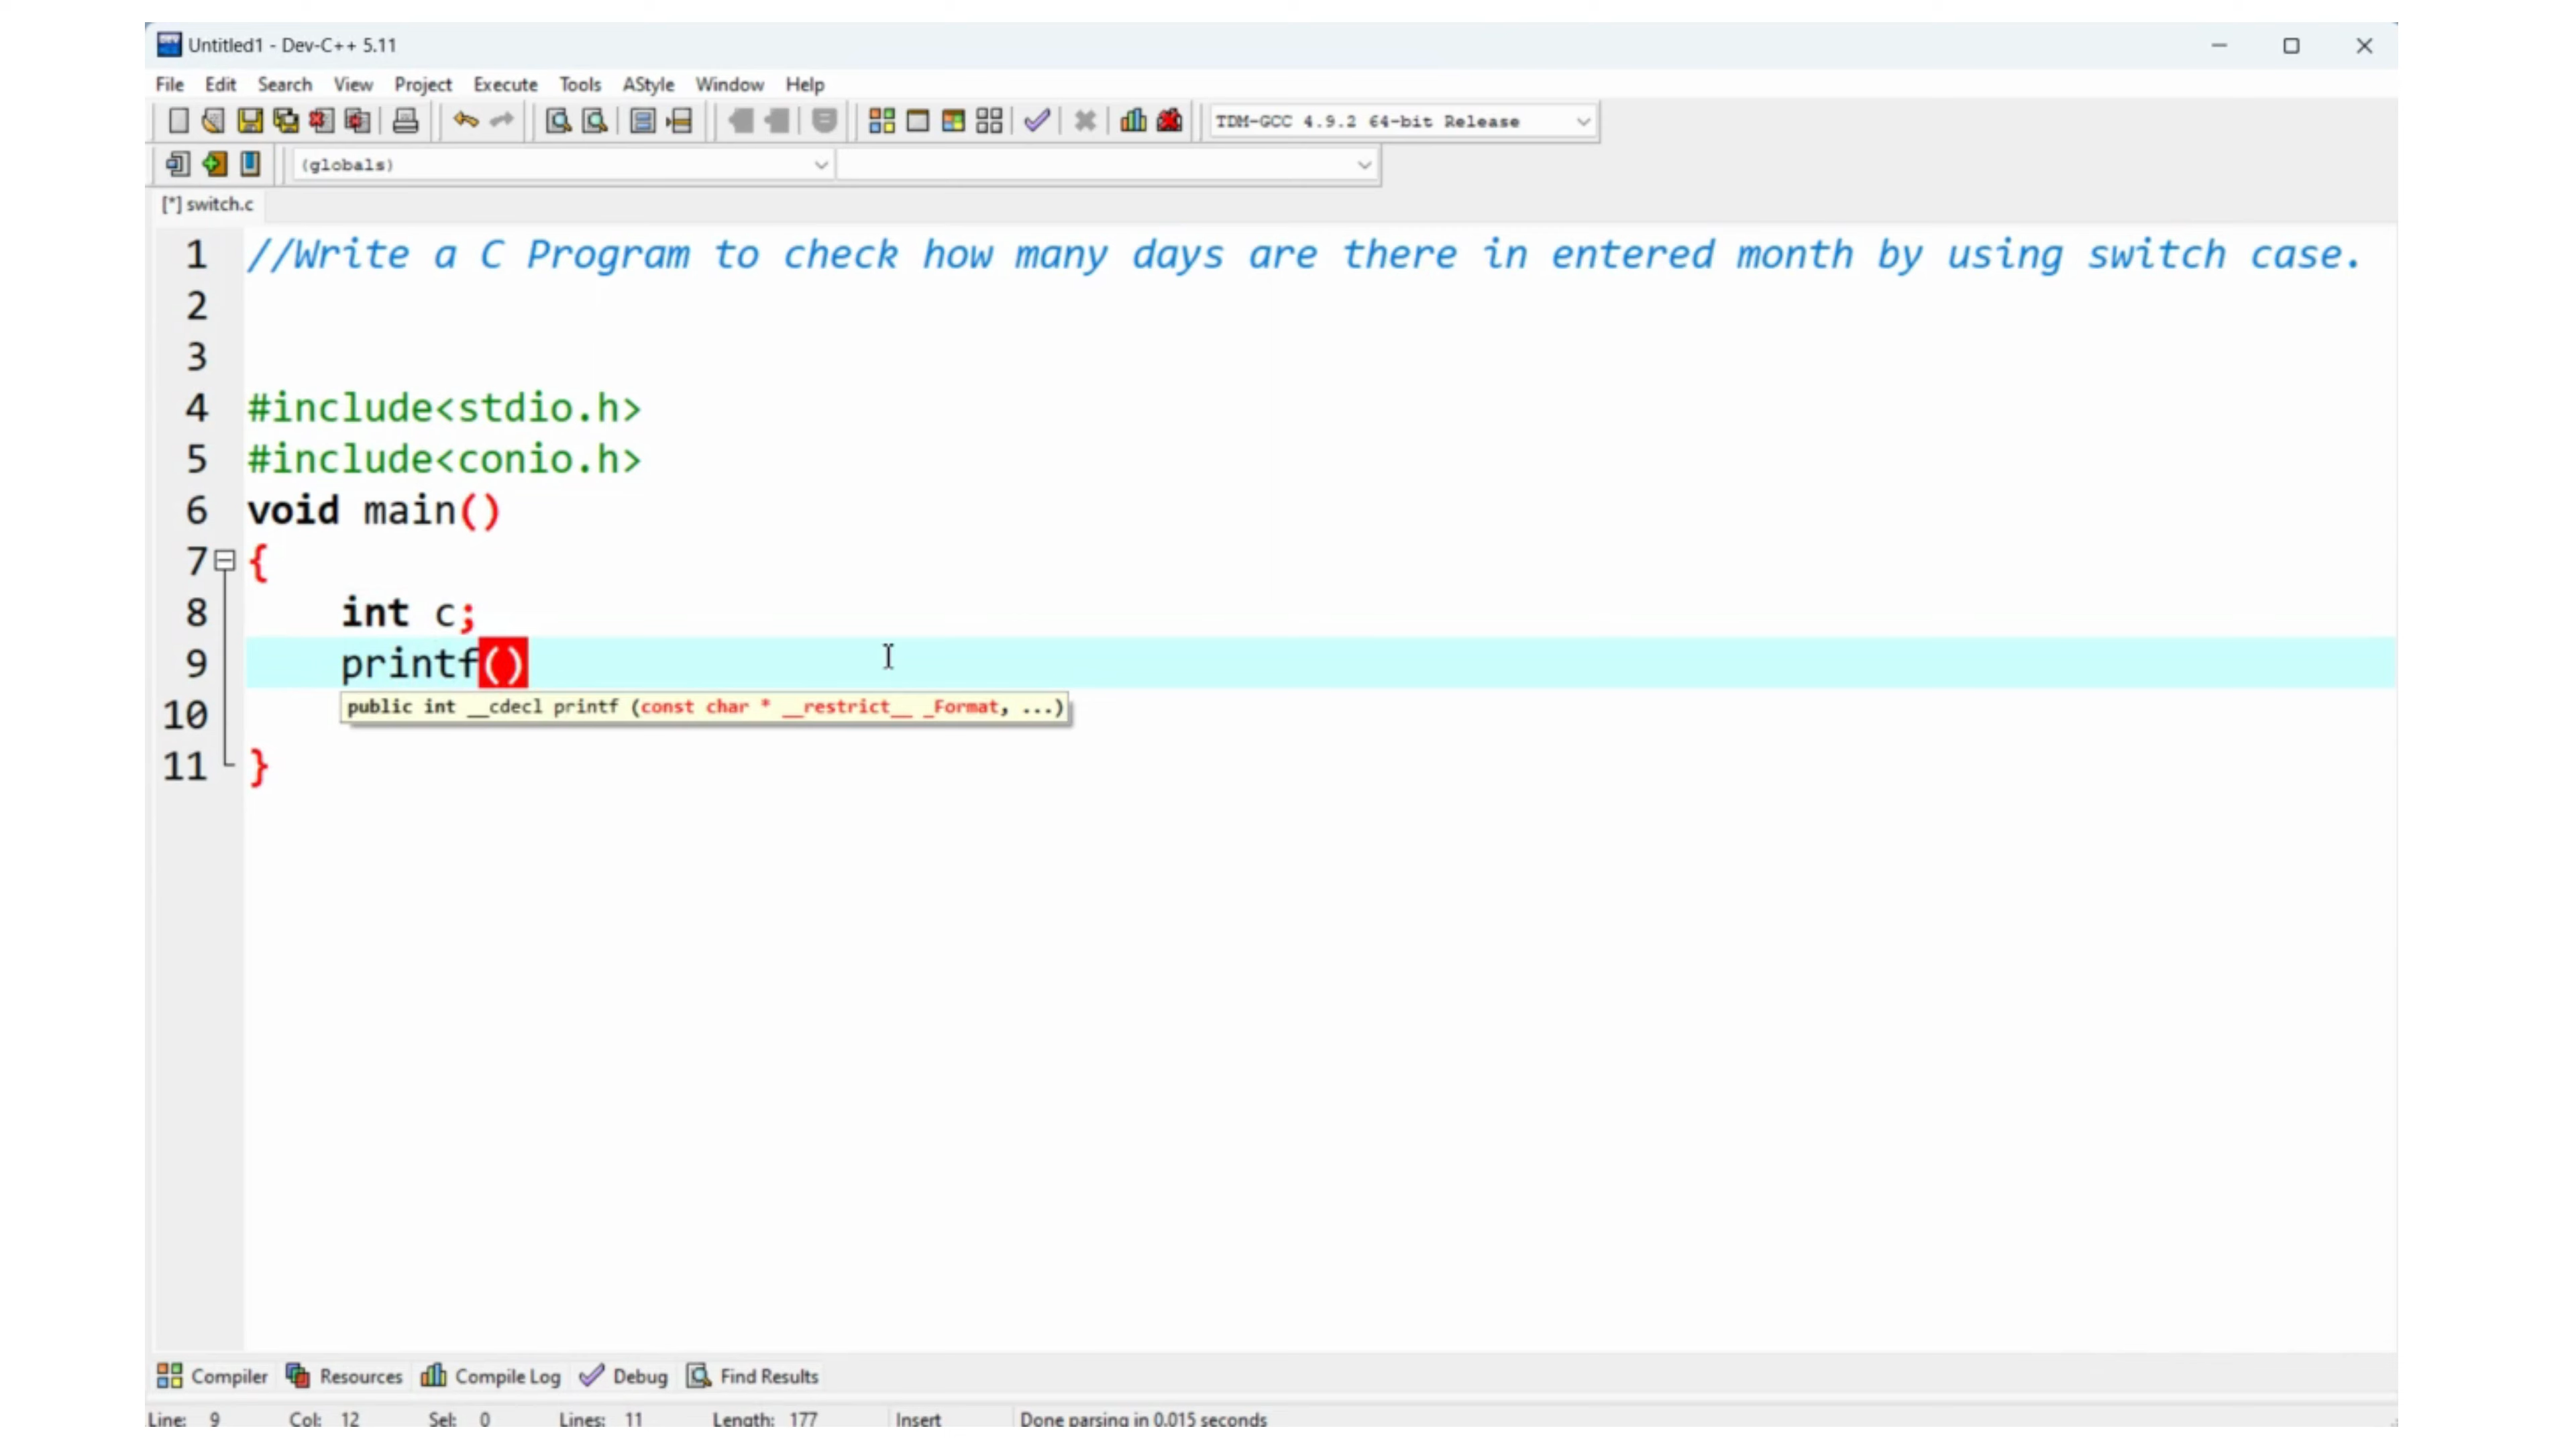 Untitled1 - Dev-C++ 5.11
File Edit Search View Project Execute Tools AStyle Window Help
TDM-GCC 4.9.2 64-bit Release
(globals)
[*] switch.c
1 //Write a C Program to check how many days are there in entered month by using switch case.
2
3
4 #include<stdio.h>
5 #include<conio.h>
6 void main()
7 {
8 int c;
9 printf()
public int __cdecl printf (const char * __restrict__ _Format, ...)
10
11 }
Compiler Resources Compile Log Debug Find Results
Line: 9 Col: 12 Sel: 0 Lines: 11 Length: 177 Insert Done parsing in 0.015 seconds